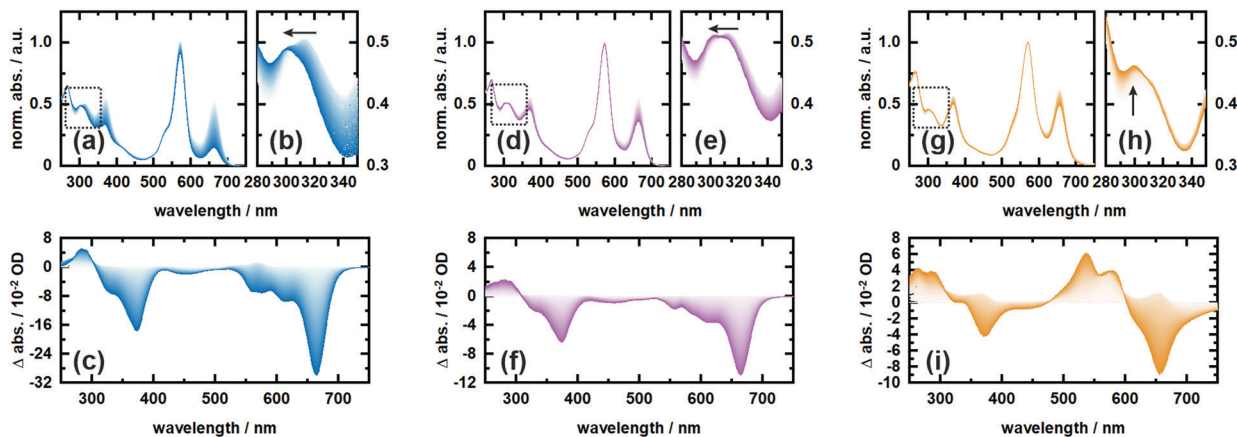 norm. abs. / a.u.
1.0
0.5
0
(a)
300 400 500 600 700
(b)
0.5
0.4
0.3
280 300 320 340
wavelength / nm
norm. abs. / a.u.
1.0
0.5
0
(d)
300 400 500 600 700
(e)
0.5
0.4
0.3
280 300 320 340
wavelength / nm
norm. abs. / a.u.
1.0
0.5
0
(g)
300 400 500 600 700
(h)
0.5
0.4
0.3
280 300 320 340
wavelength / nm
Δ abs. / 10⁻² OD
8
0
-8
-16
-24
-32
(c)
300 400 500 600 700
wavelength / nm
Δ abs. / 10⁻² OD
8
4
0
-4
-8
-12
(f)
300 400 500 600 700
wavelength / nm
Δ abs. / 10⁻² OD
8
6
4
2
0
2
4
6
8
-10
(i)
300 400 500 600 700
wavelength / nm